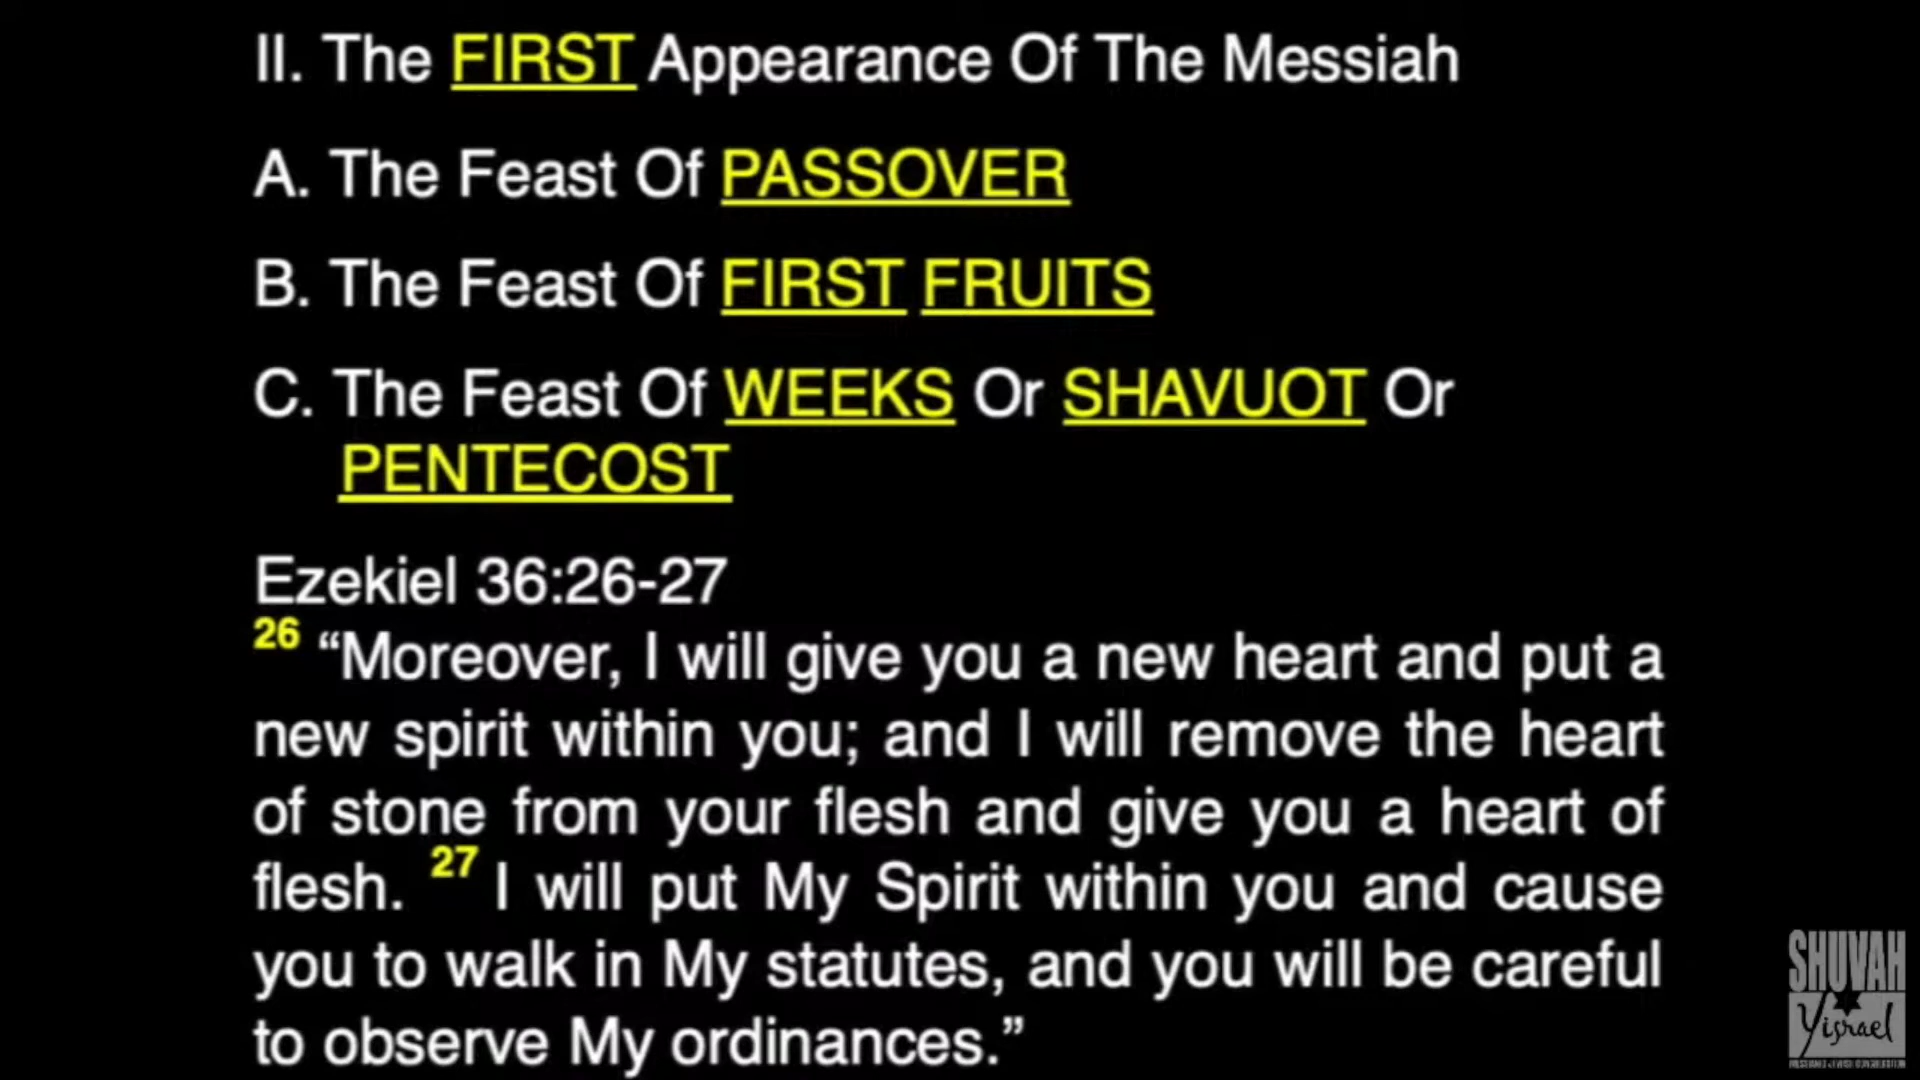 II. The FIRST Appearance Of The Messiah
A. The Feast Of PASSOVER
B. The Feast Of FIRST FRUITS
C. The Feast Of WEEKS Or SHAVUOT Or
PENTECOST
Ezekiel 36:26-27
26 “Moreover, I will give you a new heart and put a
new spirit within you; and I will remove the heart
of stone from your flesh and give you a heart of
flesh. 27 I will put My Spirit within you and cause
you to walk in My statutes, and you will be careful
to observe My ordinances.”
SHUVAH
Yisrael